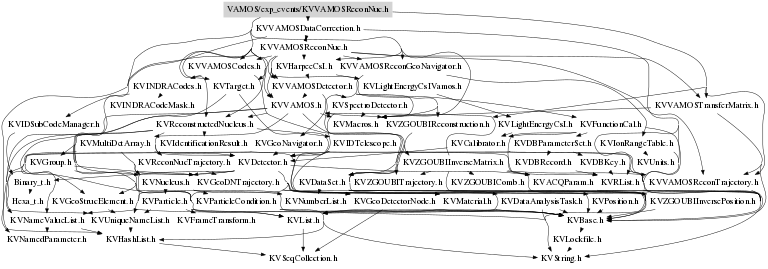 VAMOS/exp_events/KVVAMOSReconNuc.h
KVVAMOSDataCorrection.h
KVVAMOSReconNuc.h
KVVAMOSCodes.h KVHarpeeCsI.h KVVAMOSReconGeoNavigator.h
KVINDRACodes.h KVTarget.h KVVAMOSDetector.h KVLightEnergyCsIVamos.h
KVINDRACodeMask.h KVVAMOS.h KVSpectroDetector.h KVVAMOSTransferMatrix.h
KVIDSubCodeManager.h KVReconstructedNucleus.h KVMacros.h KVZGOUBIReconstruction.h KVLightEnergyCsI.h KVFunctionCal.h
KVMultiDetArray.h KVIdentificationResult.h KVGeoNavigator.h KVIDTelescope.h KVCalibrator.h KVDBParameterSet.h KVIonRangeTable.h
KVGroup.h KVReconNucTrajectory.h KVDetector.h KVZGOUBIInverseMatrix.h KVDBRecord.h KVDBKey.h KVUnits.h
Binary_t.h KVNucleus.h KVGeoDNTrajectory.h KVDataSet.h KVZGOUBITrajectory.h KVZGOUBIComb.h KVACQParam.h KVRList.h KVVAMOSReconTrajectory.h
Hexa_t.h KVGeoStrucElement.h KVParticle.h KVParticleCondition.h KVNumberList.h KVGeoDetectorNode.h KVMaterial.h KVDataAnalysisTask.h KVPosition.h KVZGOUBIInversePosition.h
KVNameValueList.h KVUniqueNameList.h KVFrameTransform.h KVList.h KVBase.h
KVNamedParameter.h KVHashList.h KVLockfile.h
KVSeqCollection.h KVString.h